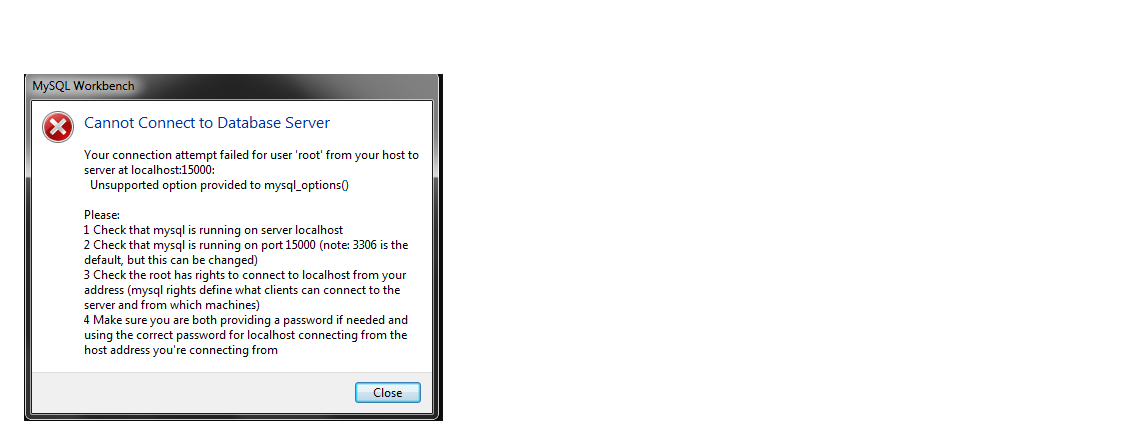 MySQL Workbench
Cannot Connect to Database Server
Your connection attempt failed for user 'root' from your host to
server at localhost:15000:
Unsupported option provided to mysql_options()
Please:
1 Check that mysql is running on server localhost
2 Check that mysql is running on port 15000 (note: 3306 is the
default, but this can be changed)
3 Check the root has rights to connect to localhost from your
address (mysql rights define what clients can connect to the
server and from which machines)
4 Make sure you are both providing a password if needed and
using the correct password for localhost connecting from the
host address you're connecting from
Close